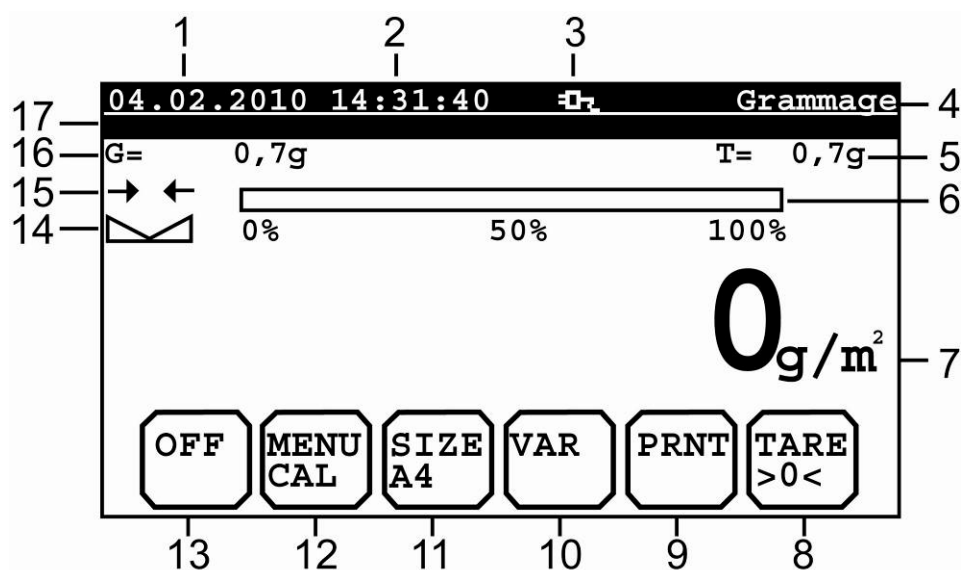 1 2 3
04.02.2010 14:31:40 Grammage 4
17
16 G= 0,7g T= 0,7g 5
15 6
14 0% 50% 100%
0g/m² 7
OFF MENU SIZE VAR PRNT TARE
CAL A4 >0<
13 12 11 10 9 8